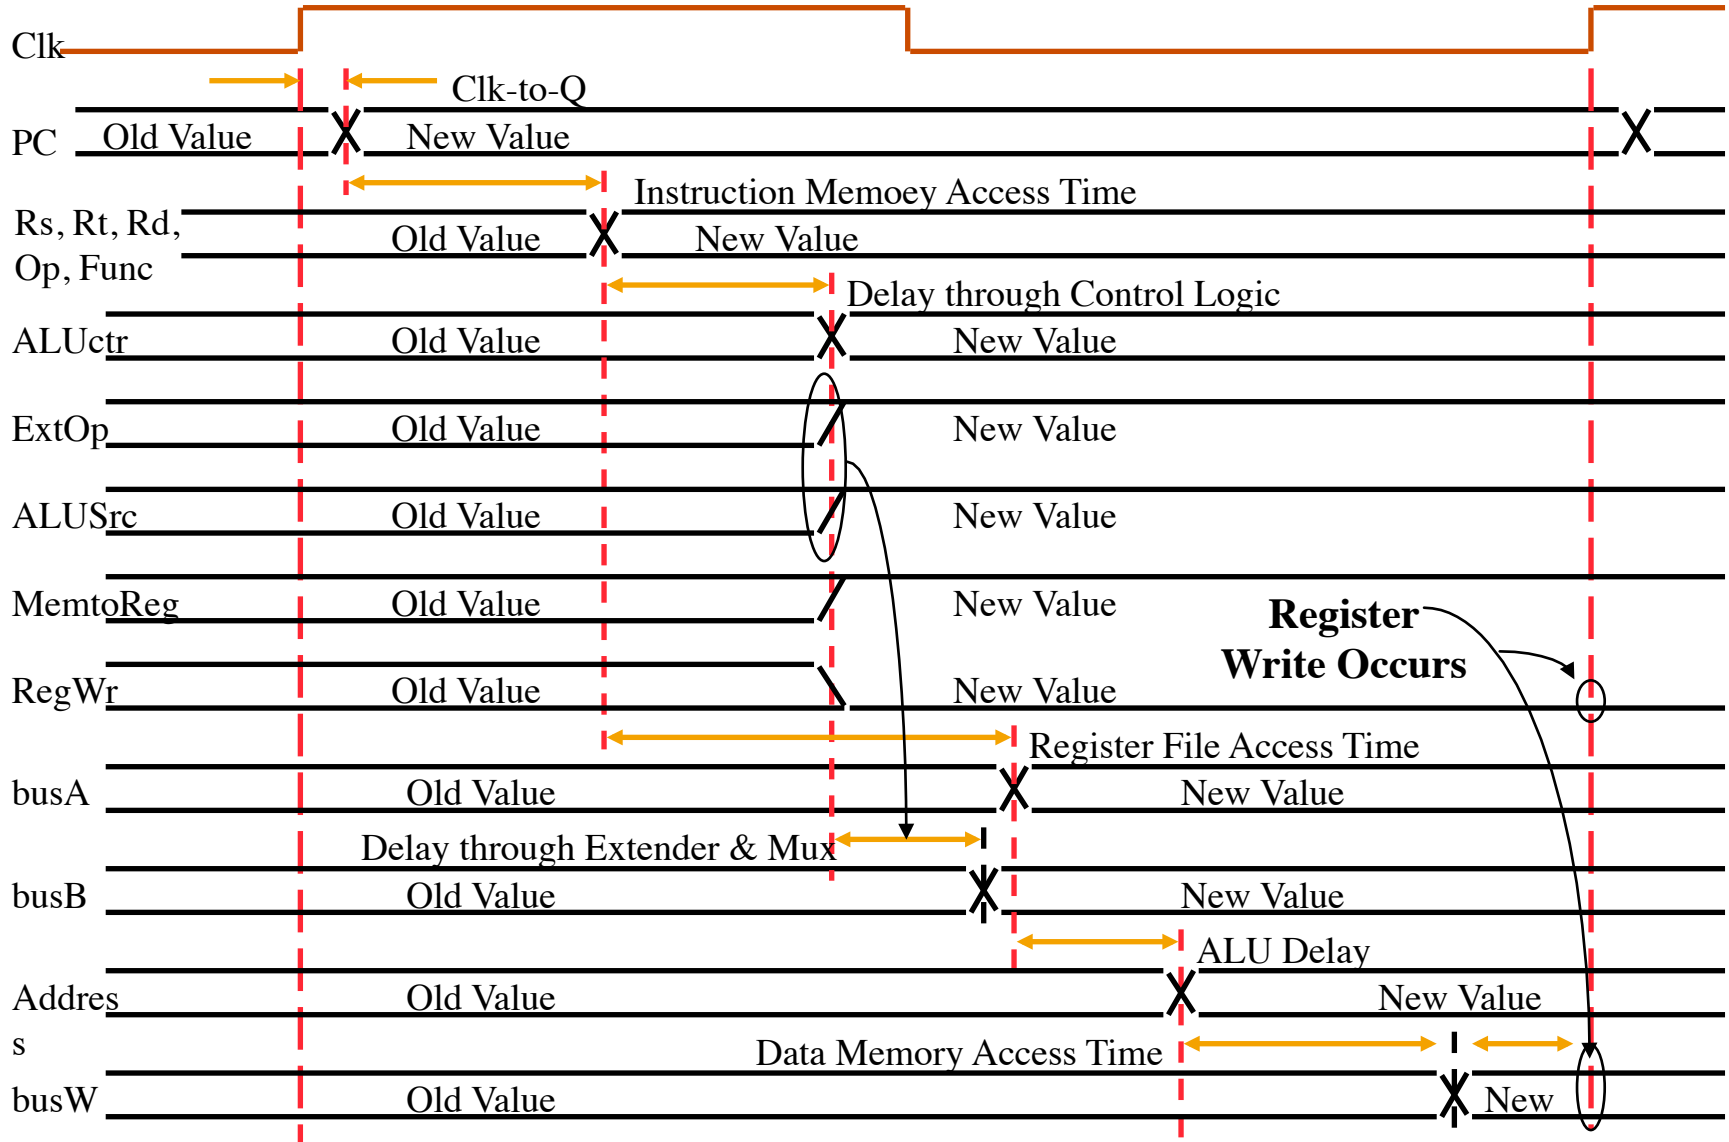 Clk
Clk-to-Q
PC
Old Value
New Value
Instruction Memoey Access Time
Rs, Rt, Rd,
Op, Func
Old Value
New Value
Delay through Control Logic
ALUctr
Old Value
New Value
ExtOp
Old Value
New Value
ALUSrc
Old Value
New Value
MemtoReg
Old Value
New Value
Register
Write Occurs
RegWr
Old Value
New Value
Register File Access Time
busA
Old Value
New Value
Delay through Extender & Mux
busB
Old Value
New Value
ALU Delay
Addres
s
Old Value
New Value
Data Memory Access Time
busW
Old Value
New